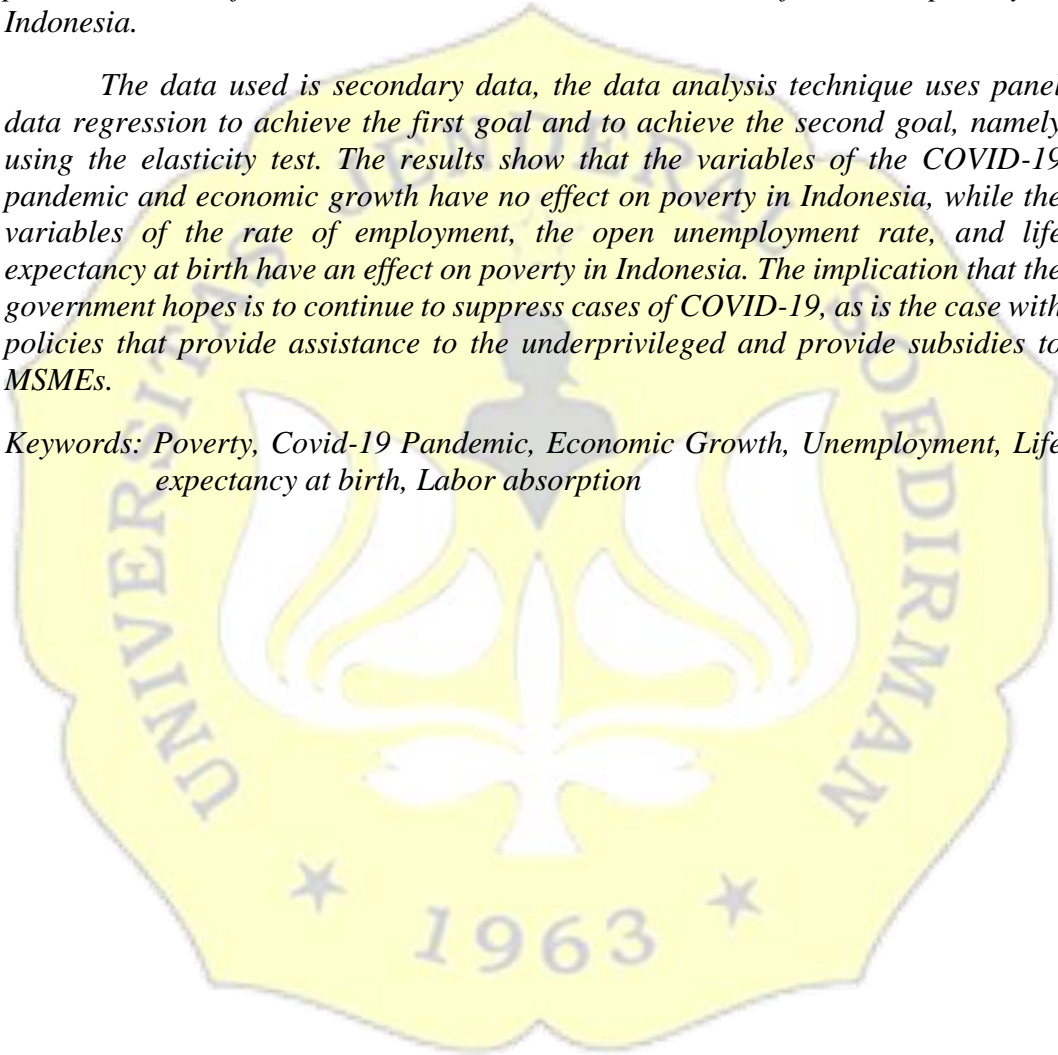 Indonesia.
The data used is secondary data, the data analysis technique uses panel
data regression to achieve the first goal and to achieve the second goal, namely
using the elasticity test. The results show that the variables of the COVID-19
pandemic and economic growth have no effect on poverty in Indonesia, while the
variables of the rate of employment, the open unemployment rate, and life
expectancy at birth have an effect on poverty in Indonesia. The implication that the
government hopes is to continue to suppress cases of COVID-19, as is the case with
policies that provide assistance to the underprivileged and provide subsidies to
MSMEs.
Keywords: Poverty, Covid-19 Pandemic, Economic Growth, Unemployment, Life
expectancy at birth, Labor absorption
UNIVERSITAS JENDERAL SOEDIRMAN
1963